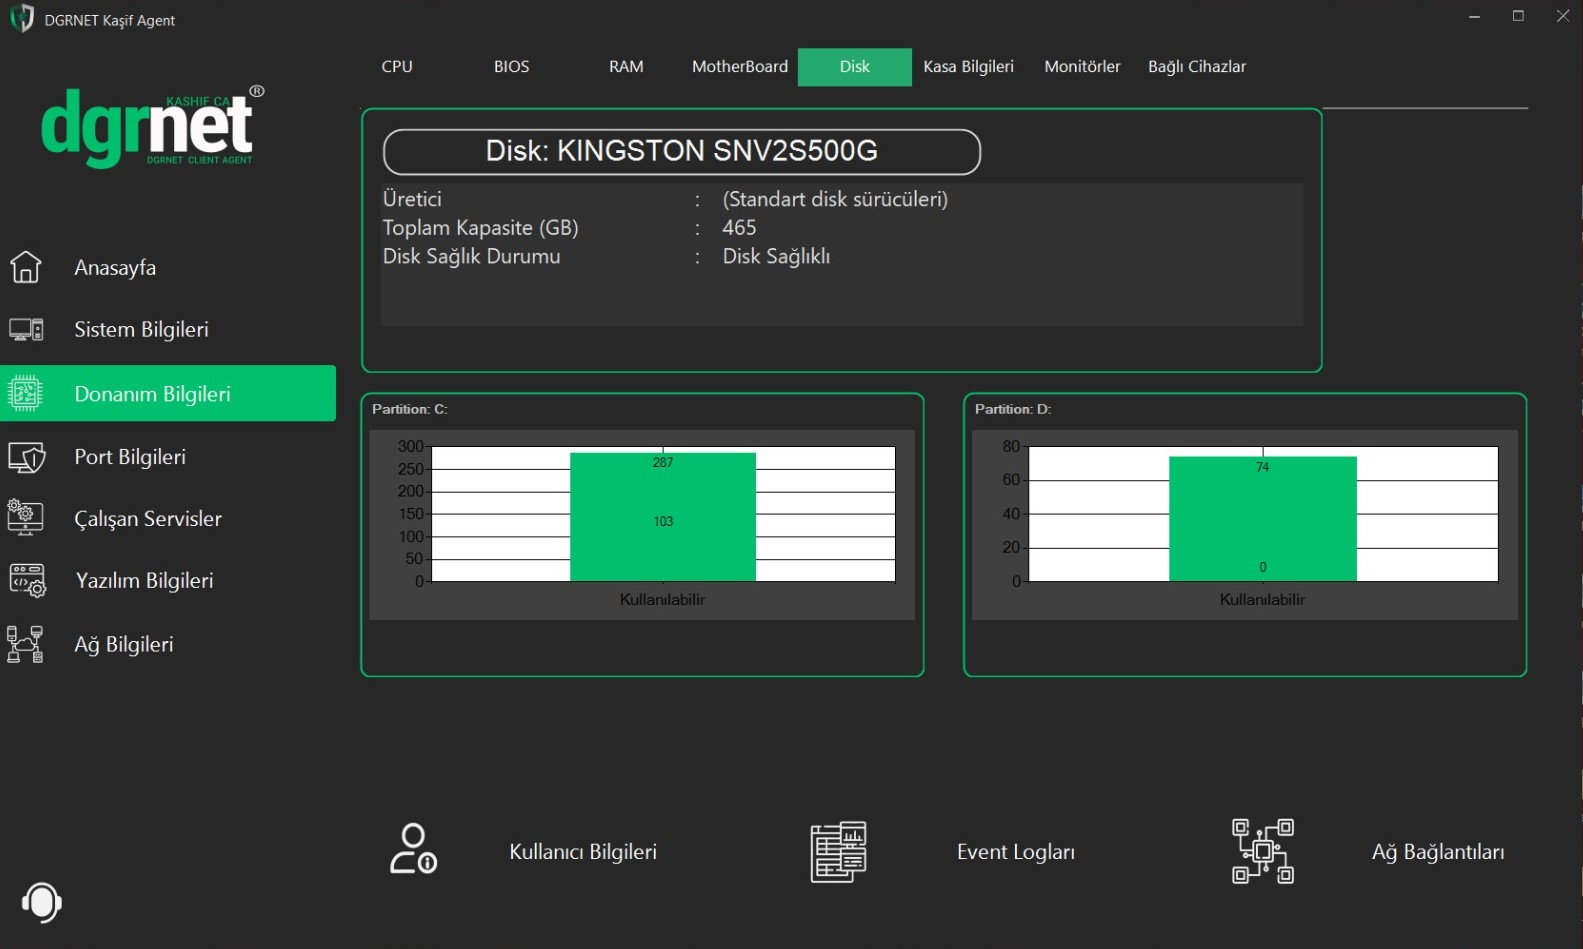 DGRNET Kaşif Agent
dgrnet ®
KASHIF CA
DGRNET CLIENT AGENT
CPU BIOS RAM MotherBoard Disk Kasa Bilgileri Monitörler Bağlı Cihazlar
Disk: KINGSTON SNV2S500G
Üretici : (Standart disk sürücüleri)
Toplam Kapasite (GB) : 465
Disk Sağlık Durumu : Disk Sağlıklı
Anasayfa
Sistem Bilgileri
Donanım Bilgileri
Port Bilgileri
Çalışan Servisler
Yazılım Bilgileri
Ağ Bilgileri
Partition: C:
300
250
200
150
100
50
0
287
103
Kullanılabilir
Partition: D:
80
60
40
20
0
74
0
Kullanılabilir
Kullanıcı Bilgileri
Event Logları
Ağ Bağlantıları